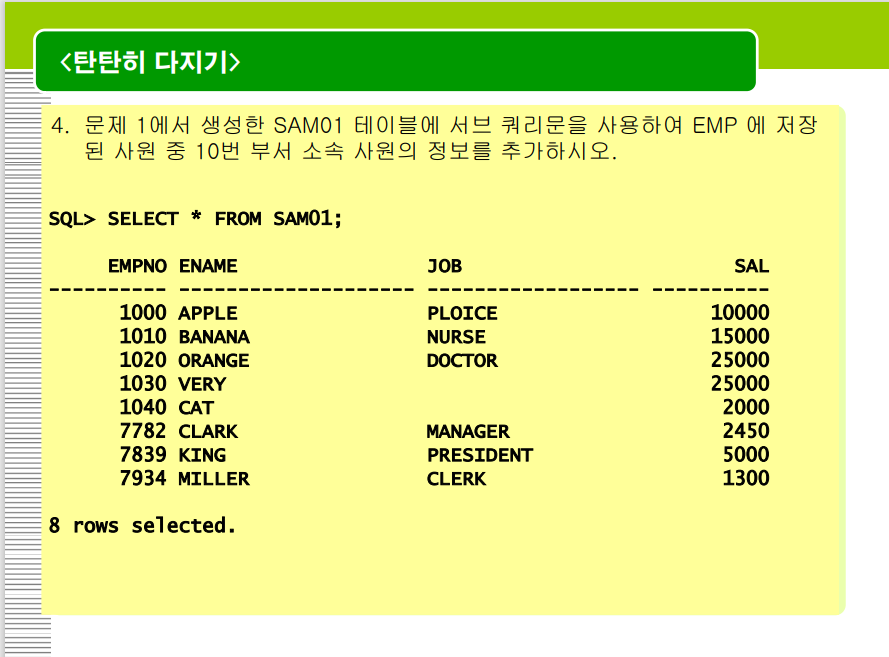 <탄탄히 다지기>
4. 문제 1에서 생성한 SAM01 테이블에 서브 쿼리문을 사용하여 EMP 에 저장
된 사원 중 10번 부서 소속 사원의 정보를 추가하시오.
SQL> SELECT * FROM SAM01;
EMPNO ENAME JOB SAL
---------- -------------------- ------------------ ----------
1000 APPLE PLOICE 10000
1010 BANANA NURSE 15000
1020 ORANGE DOCTOR 25000
1030 VERY 25000
1040 CAT 2000
7782 CLARK MANAGER 2450
7839 KING PRESIDENT 5000
7934 MILLER CLERK 1300
8 rows selected.